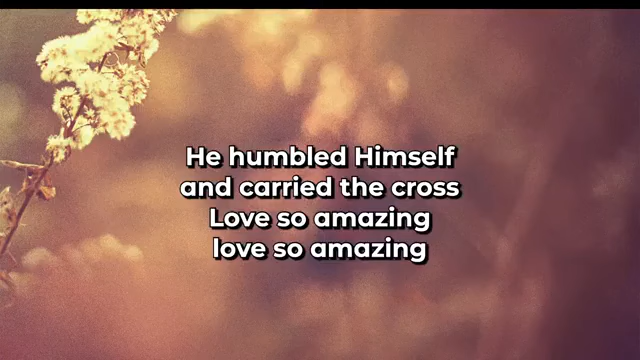 He humbled Himself
and carried the cross
Love so amazing
love so amazing